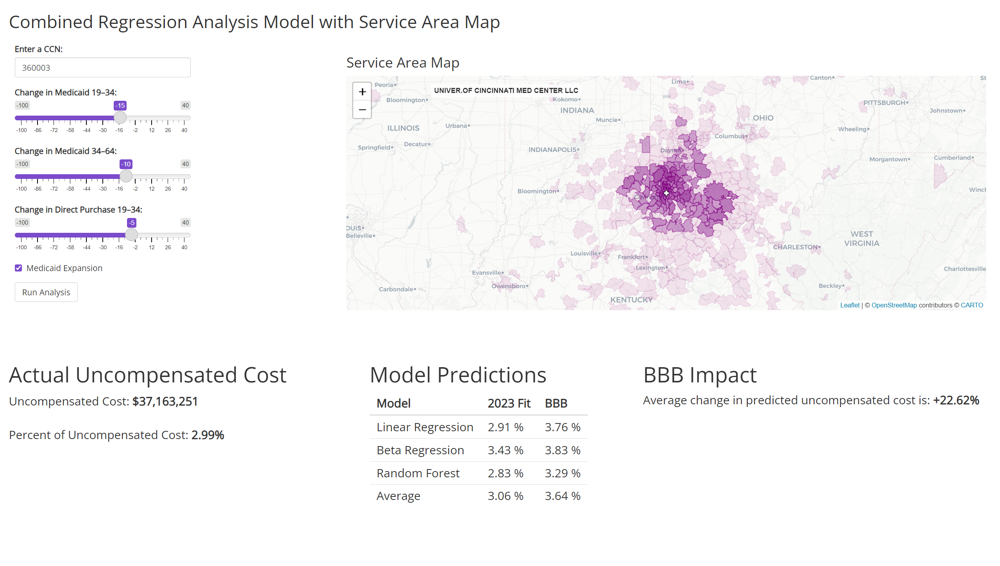 Combined Regression Analysis Model with Service Area Map
Enter a CCN:
360003
Change in Medicaid 19–34:
-100 -15 40
-100 -86 -72 -58 -44 -30 -16 -2 12 26 40
Change in Medicaid 34–64:
-100 -10 40
-100 -86 -72 -58 -44 -30 -16 -2 12 26 40
Change in Direct Purchase 19–34:
-100 -5 40
-100 -86 -72 -58 -44 -30 -16 -2 12 26 40
Medicaid Expansion
Run Analysis
Service Area Map
+
−
UNIVER.OF CINCINNATI MED CENTER LLC
Peoria
Lima
Canton
St
Bloomington
Kokomo
INDIANA
PITTSBURGH
Johnstown
Muncie
OHIO
ILLINOIS
Urbana
Wheeling
Columbus
Springfield
Decatur
INDIANAPOLIS
Dayton
Morgantown
Cumberland
Bloomington
Covington
Winch
OUIS
Belleville
WEST
VIRGINIA
CHARLESTON
Louisville
Frankfort
Lexington
Charlottesville
Evansville
Owensboro
Beckley
Carbondale
KENTUCKY
Leaflet | © OpenStreetMap contributors © CARTO
Actual Uncompensated Cost
Uncompensated Cost: $37,163,251
Percent of Uncompensated Cost: 2.99%
Model Predictions
Model 2023 Fit BBB
Linear Regression 2.91 % 3.76 %
Beta Regression 3.43 % 3.83 %
Random Forest 2.83 % 3.29 %
Average 3.06 % 3.64 %
BBB Impact
Average change in predicted uncompensated cost is: +22.62%